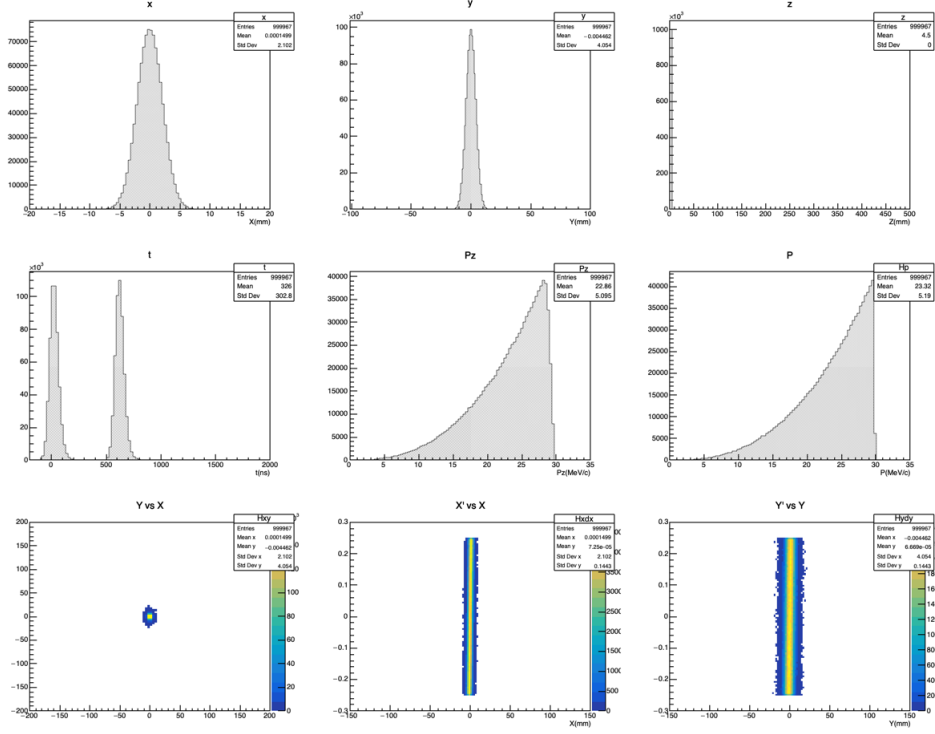 x
x
Entries 999967
Mean 0.0001499
Std Dev 2.102
70000
60000
50000
40000
30000
20000
10000
0
−20 −15 −10 −5 0 5 10 15 20
X(mm)
y
×10³
y
Entries 999967
Mean −0.004462
Std Dev 4.054
100
80
60
40
20
0
−100 −50 0 50 100
Y(mm)
z
×10³
z
Entries 999967
Mean 4.5
Std Dev 0
1000
800
600
400
200
0
0 50 100 150 200 250 300 350 400 450 500
Z(mm)
t
×10³
t
Entries 999967
Mean 326
Std Dev 302.8
100
80
60
40
20
0
0 500 1000 1500 2000
t(ns)
Pz
Pz
Entries 999967
Mean 22.86
Std Dev 5.095
40000
35000
30000
25000
20000
15000
10000
5000
0
0 5 10 15 20 25 30 35
Pz(MeV/c)
P
Hp
Entries 999967
Mean 23.32
Std Dev 5.19
40000
35000
30000
25000
20000
15000
10000
5000
0
0 5 10 15 20 25 30 35
P(MeV/c)
Y vs X
Hxy
Entries 999967
Mean x 0.0001499
Mean y −0.004462
Std Dev x 2.102
Std Dev y 4.054
200
150
100
50
0
−50
−100
−150
−200
−200 −150 −100 −50 0 50 100 150 200
100
80
60
40
20
0
X' vs X
Hxdx
Entries 999967
Mean x 0.0001499
Mean y 7.25e−05
Std Dev x 2.102
Std Dev y 0.1443
0.3
0.2
0.1
0
−0.1
−0.2
−0.3
−150 −100 −50 0 50 100 150
X(mm)
500
0
Y' vs Y
Hydy
Entries 999967
Mean x −0.004462
Mean y 6.669e−05
Std Dev x 4.054
Std Dev y 0.1443
0.3
0.2
0.1
0
−0.1
−0.2
−0.3
−150 −100 −50 0 50 100 150
Y(mm)